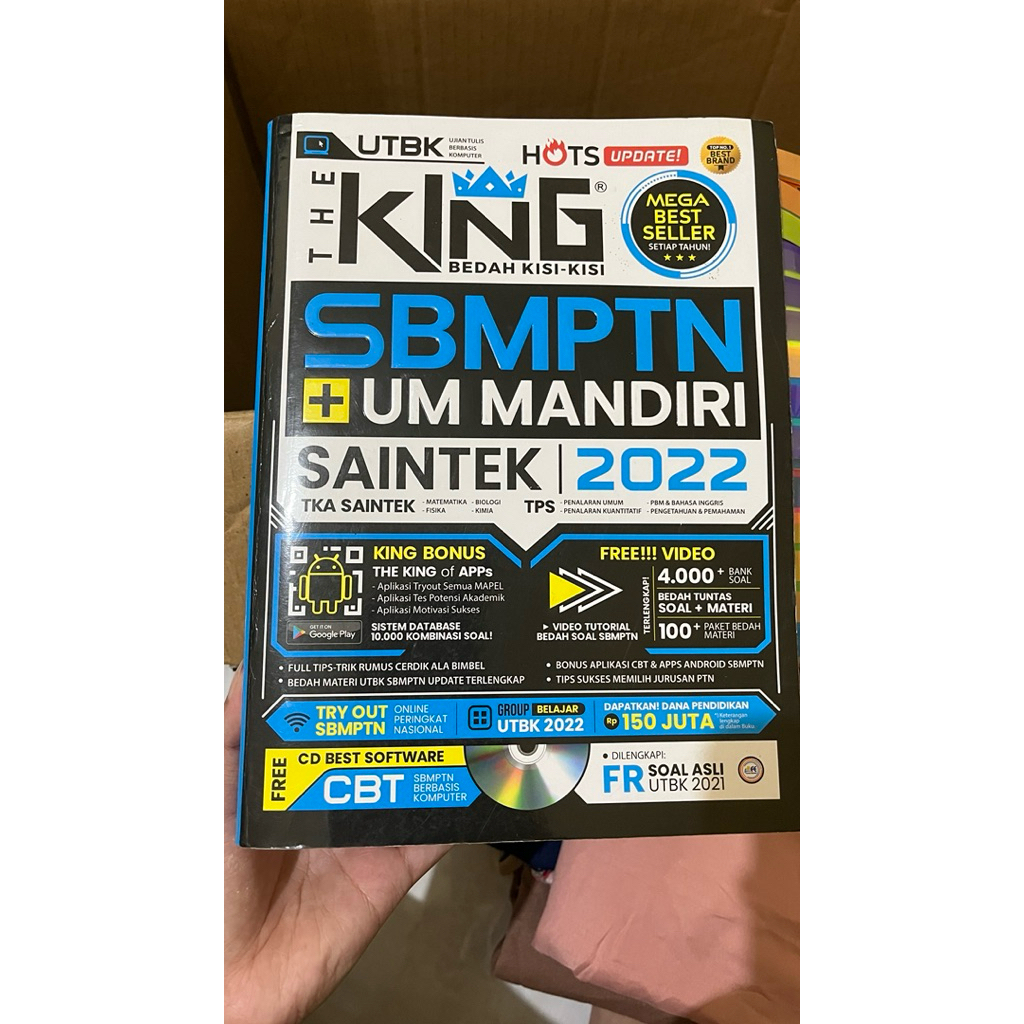 UTBK
UJIAN TULIS
BERBASIS
KOMPUTER
HOTS UPDATE!
TOP NO. 1
BEST
BRAND
THE KING®
BEDAH KISI-KISI
MEGA
BEST
SELLER
SETIAP TAHUN!
SBMPTN
+ UM MANDIRI
SAINTEK | 2022
TKA SAINTEK
- MATEMATIKA - BIOLOGI
- FISIKA - KIMIA
TPS
- PENALARAN UMUM - PBM & BAHASA INGGRIS
- PENALARAN KUANTITATIF - PENGETAHUAN & PEMAHAMAN
KING BONUS
THE KING of APPs
- Aplikasi Tryout Semua MAPEL
- Aplikasi Tes Potensi Akademik
- Aplikasi Motivasi Sukses
GET IT ON
Google Play
SISTEM DATABASE
10.000 KOMBINASI SOAL!
FREE!!! VIDEO
VIDEO TUTORIAL
BEDAH SOAL SBMPTN
TERLENGKAP!
4.000+ BANK SOAL
BEDAH TUNTAS
SOAL + MATERI
100+ PAKET BEDAH MATERI
• FULL TIPS-TRIK RUMUS CERDIK ALA BIMBEL
• BEDAH MATERI UTBK SBMPTN UPDATE TERLENGKAP
• BONUS APLIKASI CBT & APPS ANDROID SBMPTN
• TIPS SUKSES MEMILIH JURUSAN PTN
TRY OUT
SBMPTN
ONLINE
PERINGKAT
NASIONAL
GROUP BELAJAR
UTBK 2022
DAPATKAN! DANA PENDIDIKAN
Rp 150 JUTA
*) Keterangan
lengkap
di dalam Buku
FREE
CD BEST SOFTWARE
CBT
SBMPTN
BERBASIS
KOMPUTER
• DILENGKAPI:
FR SOAL ASLI
UTBK 2021